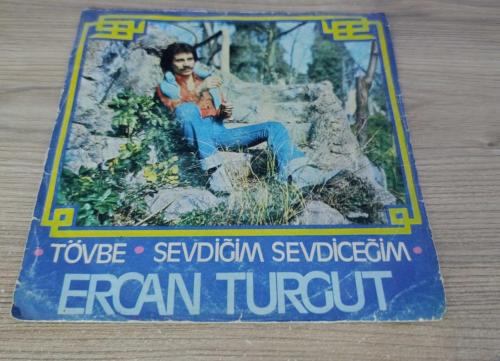 • TÖVBE • SEVDİĞİM SEVDİCEĞİM •
ERCAN TURGUT